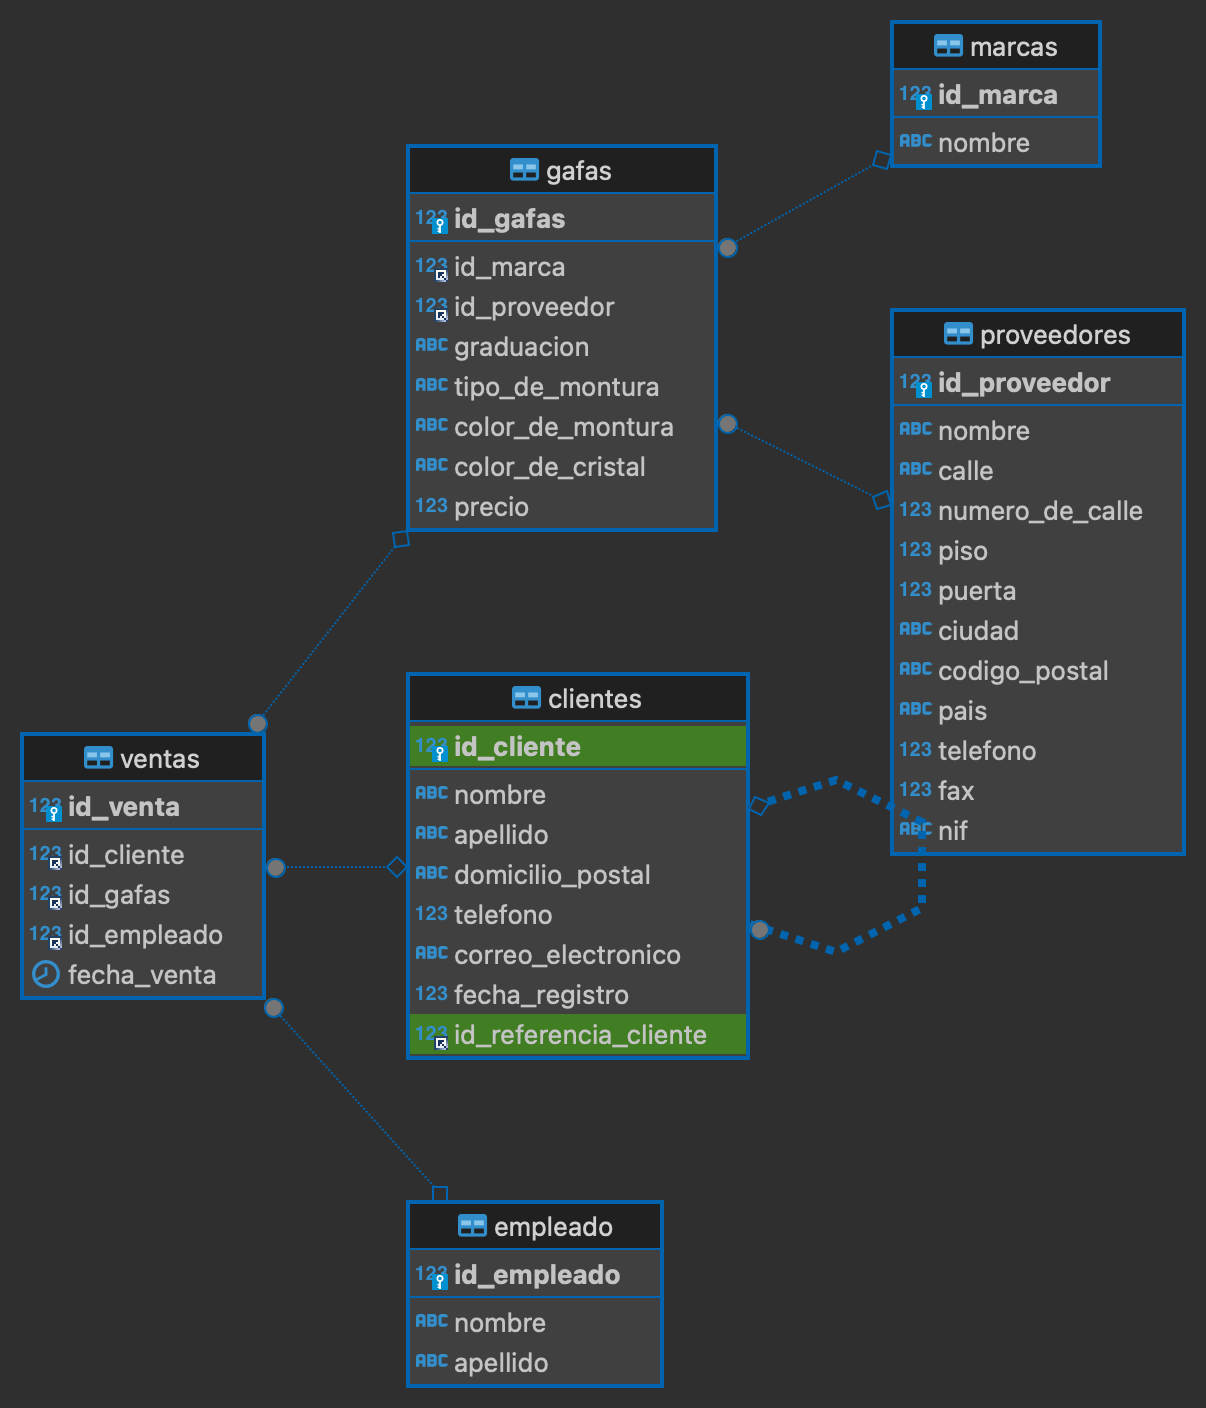 marcas
123 id_marca
ABC nombre
gafas
123 id_gafas
123 id_marca
123 id_proveedor
ABC graduacion
ABC tipo_de_montura
ABC color_de_montura
ABC color_de_cristal
123 precio
proveedores
123 id_proveedor
ABC nombre
ABC calle
123 numero_de_calle
123 piso
123 puerta
ABC ciudad
ABC codigo_postal
ABC pais
123 telefono
123 fax
ABC nif
clientes
123 id_cliente
ABC nombre
ABC apellido
ABC domicilio_postal
123 telefono
ABC correo_electronico
123 fecha_registro
123 id_referencia_cliente
ventas
123 id_venta
123 id_cliente
123 id_gafas
123 id_empleado
fecha_venta
empleado
123 id_empleado
ABC nombre
ABC apellido